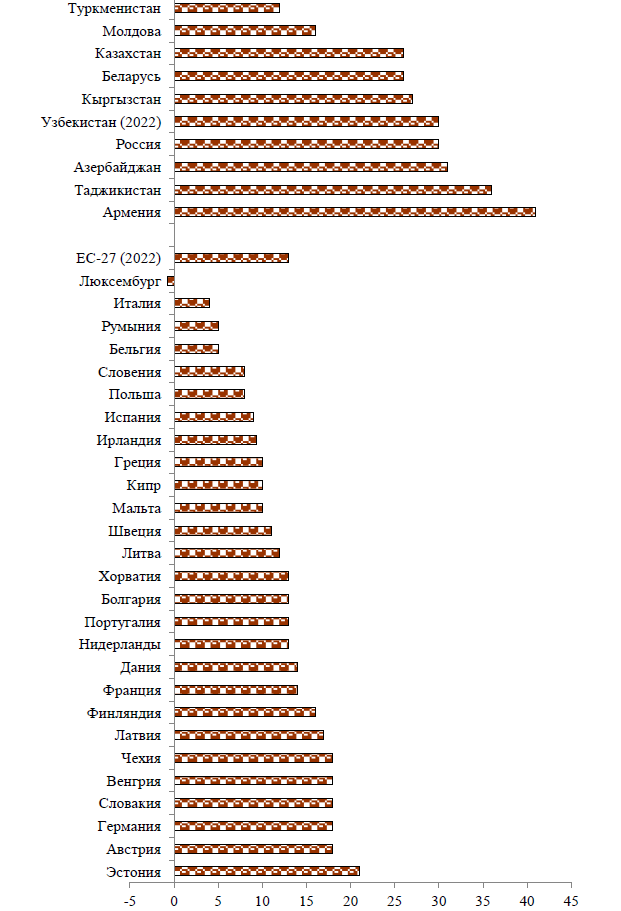 Туркменистан
Молдова
Казахстан
Беларусь
Кыргызстан
Узбекистан (2022)
Россия
Азербайджан
Таджикистан
Армения
ЕС-27 (2022)
Люксембург
Италия
Румыния
Бельгия
Словения
Польша
Испания
Ирландия
Греция
Кипр
Мальта
Швеция
Литва
Хорватия
Болгария
Португалия
Нидерланды
Дания
Франция
Финляндия
Латвия
Чехия
Венгрия
Словакия
Германия
Австрия
Эстония
-5 0 5 10 15 20 25 30 35 40 45